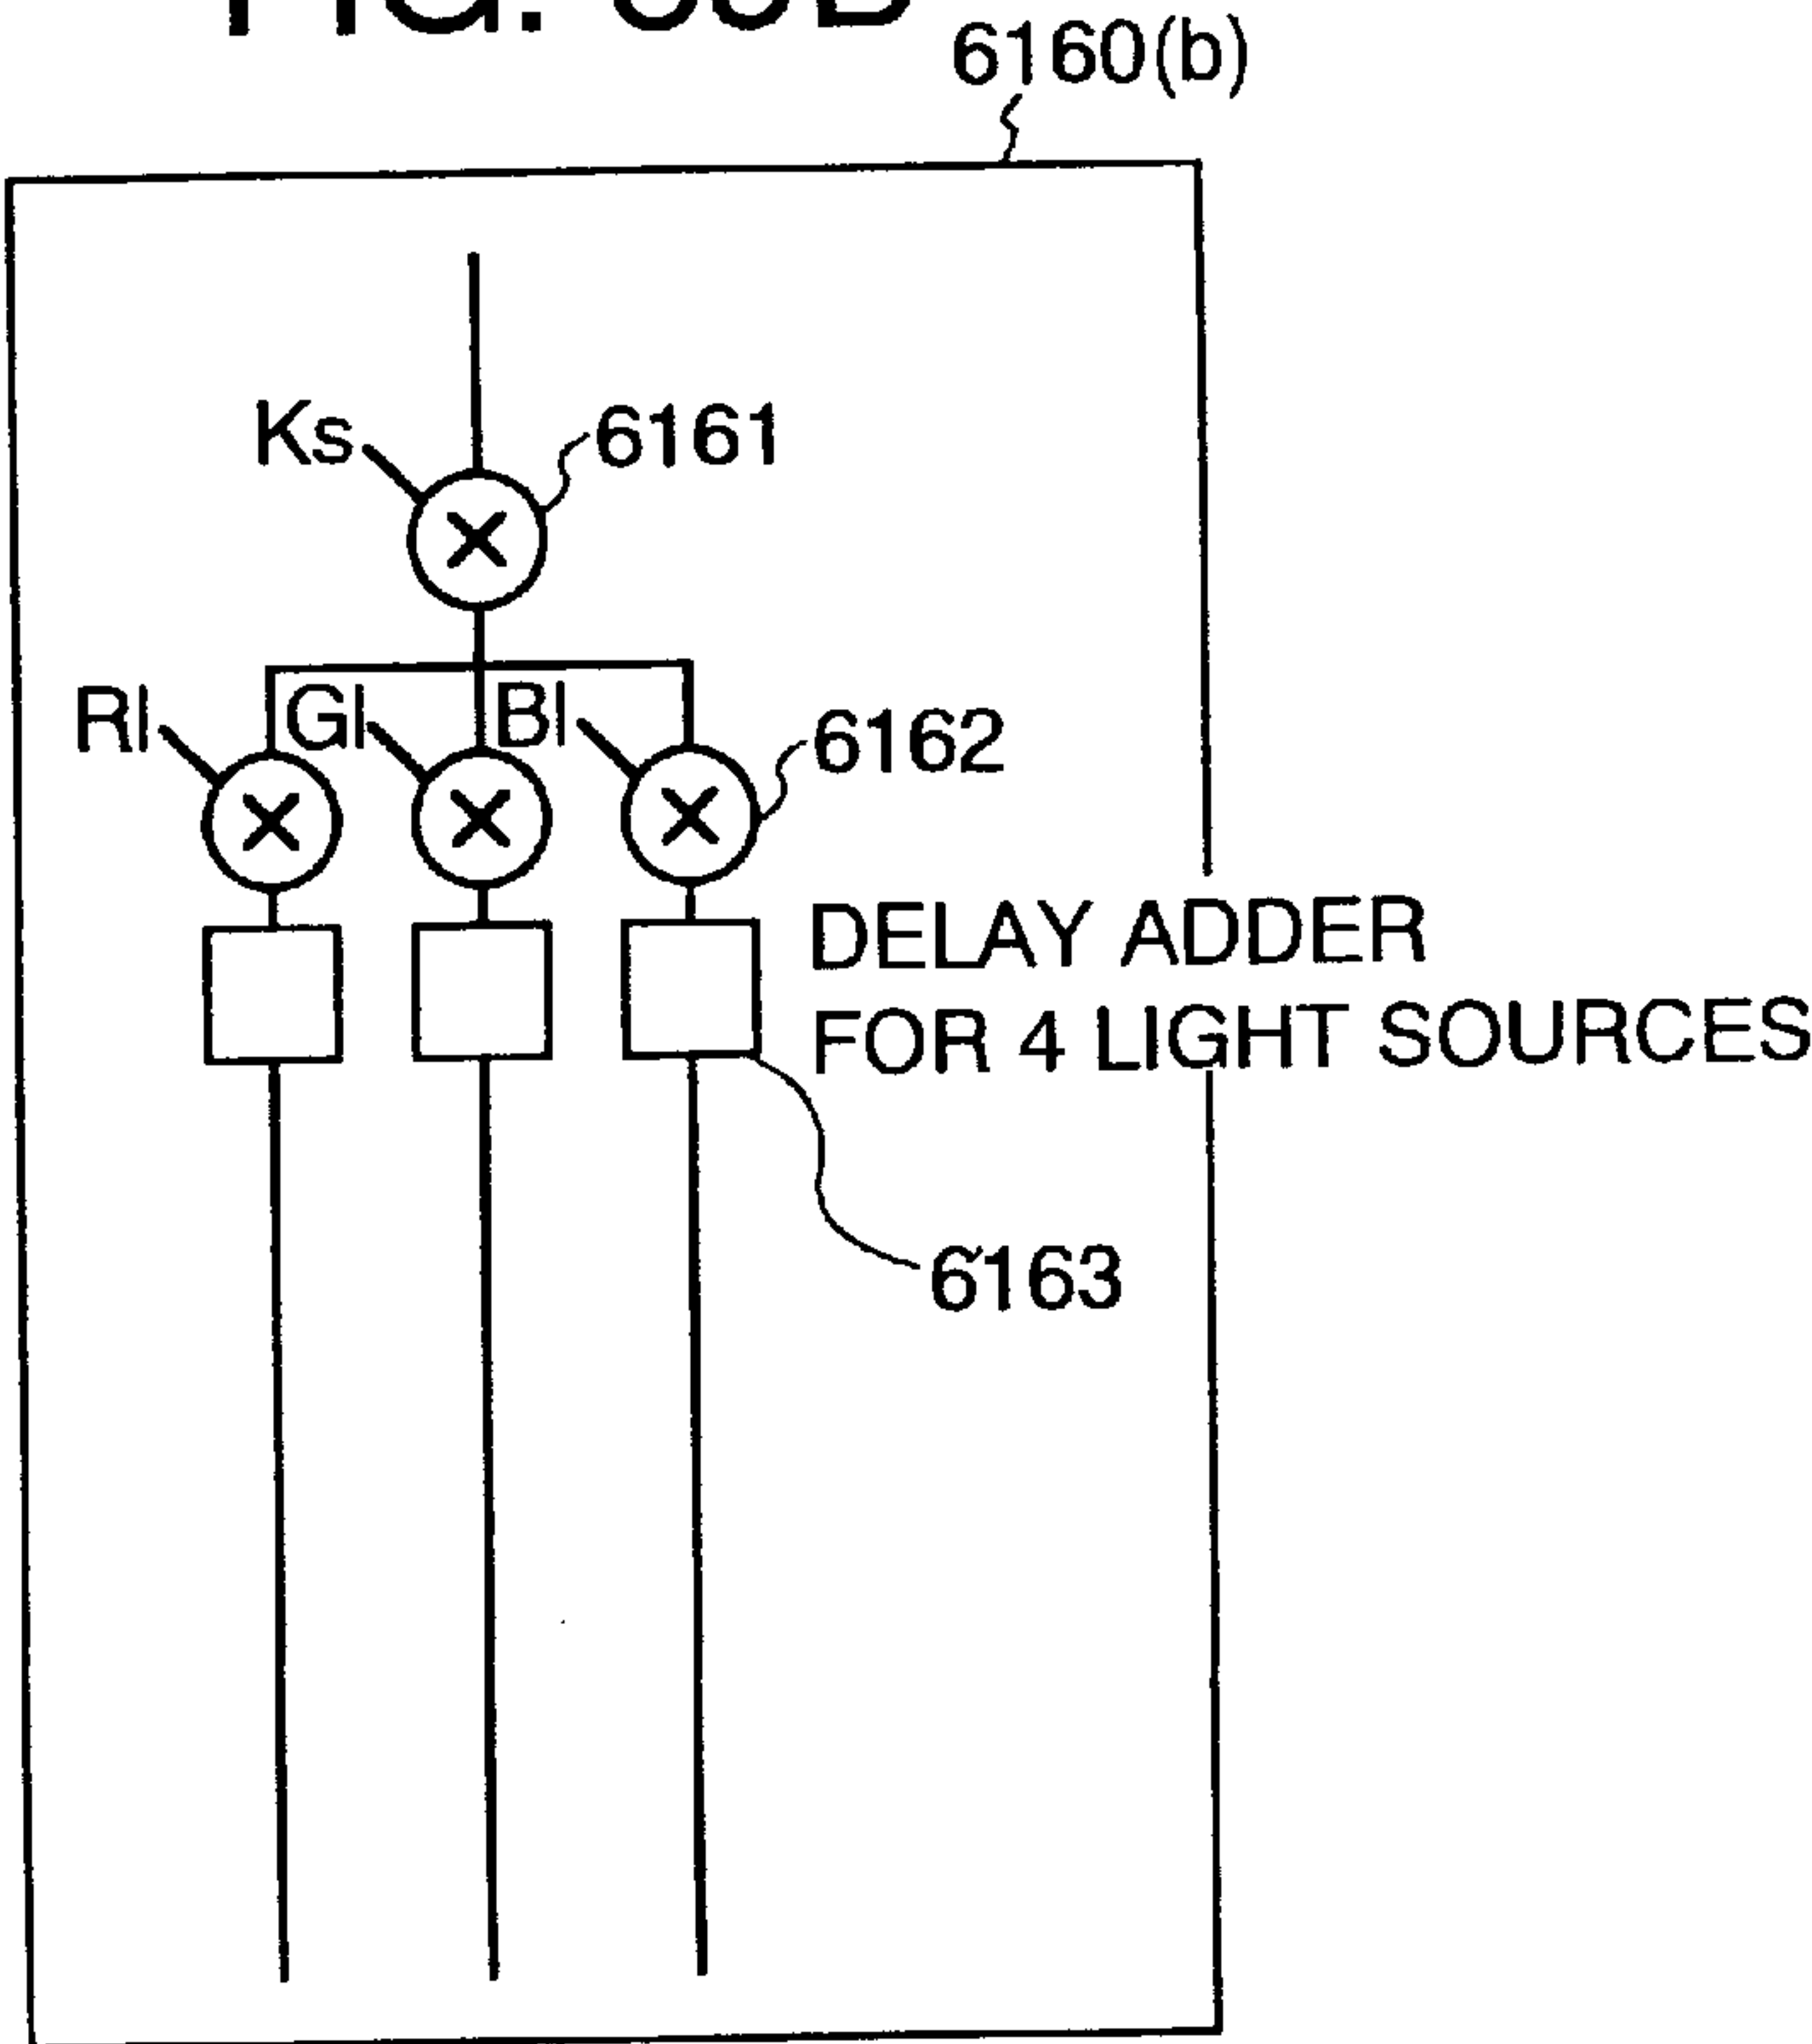 6160(b)
Ks
6161
Rl
Gl
Bl
6162
DELAY ADDER
FOR 4 LIGHT SOURCES
6163